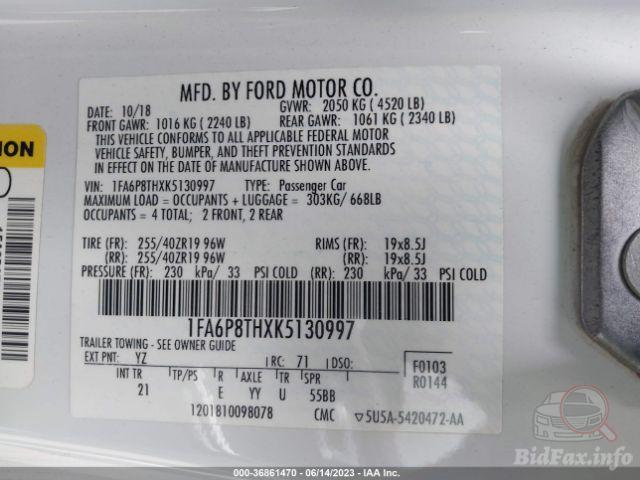 MFD. BY FORD MOTOR CO.
DATE: 10/18 GVWR: 2050 KG ( 4520 LB)
FRONT GAWR: 1016 KG ( 2240 LB) REAR GAWR: 1061 KG ( 2340 LB)
THIS VEHICLE CONFORMS TO ALL APPLICABLE FEDERAL MOTOR
VEHICLE SAFETY, BUMPER, AND THEFT PREVENTION STANDARDS
IN EFFECT ON THE DATE OF MANUFACTURE SHOWN ABOVE.
VIN: 1FA6P8THXK5130997 TYPE: Passenger Car
MAXIMUM LOAD = OCCUPANTS + LUGGAGE = 303KG/ 668LB
OCCUPANTS = 4 TOTAL; 2 FRONT, 2 REAR
TIRE (FR): 255/40ZR19 96W RIMS (FR): 19x8.5J
(RR): 255/40ZR19 96W (RR): 19x8.5J
PRESSURE (FR): 230 kPa/ 33 PSI COLD (RR): 230 kPa/ 33 PSI COLD
1FA6P8THXK5130997
TRAILER TOWING - SEE OWNER GUIDE
EXT PNT: YZ RC: 71 DSO: F0103
INT TR TP/PS R AXLE TR SPR R0144
21 E YY U 55BB
1201810098078 CMC 5U5A-5420472-AA
000-36861470 - 06/14/2023 - IAA Inc.
BidFax.info